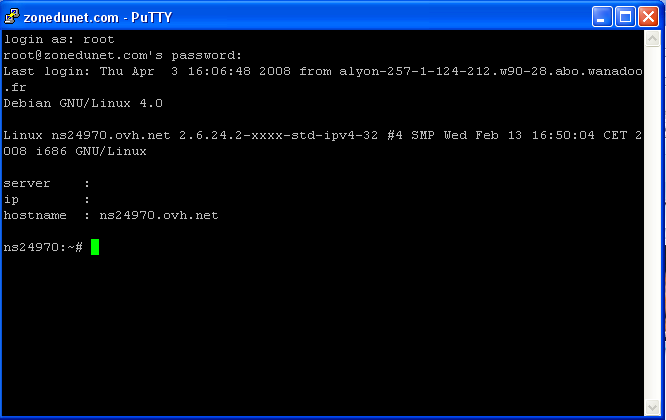 zonedunet.com - PuTTY
login as: root
root@zonedunet.com's password:
Last login: Thu Apr  3 16:06:48 2008 from alyon-257-1-124-212.w90-28.abo.wanadoo
.fr
Debian GNU/Linux 4.0
Linux ns24970.ovh.net 2.6.24.2-xxxx-std-ipv4-32 #4 SMP Wed Feb 13 16:50:04 CET 2
008 i686 GNU/Linux
server    :
ip        :
hostname  : ns24970.ovh.net
ns24970:~#